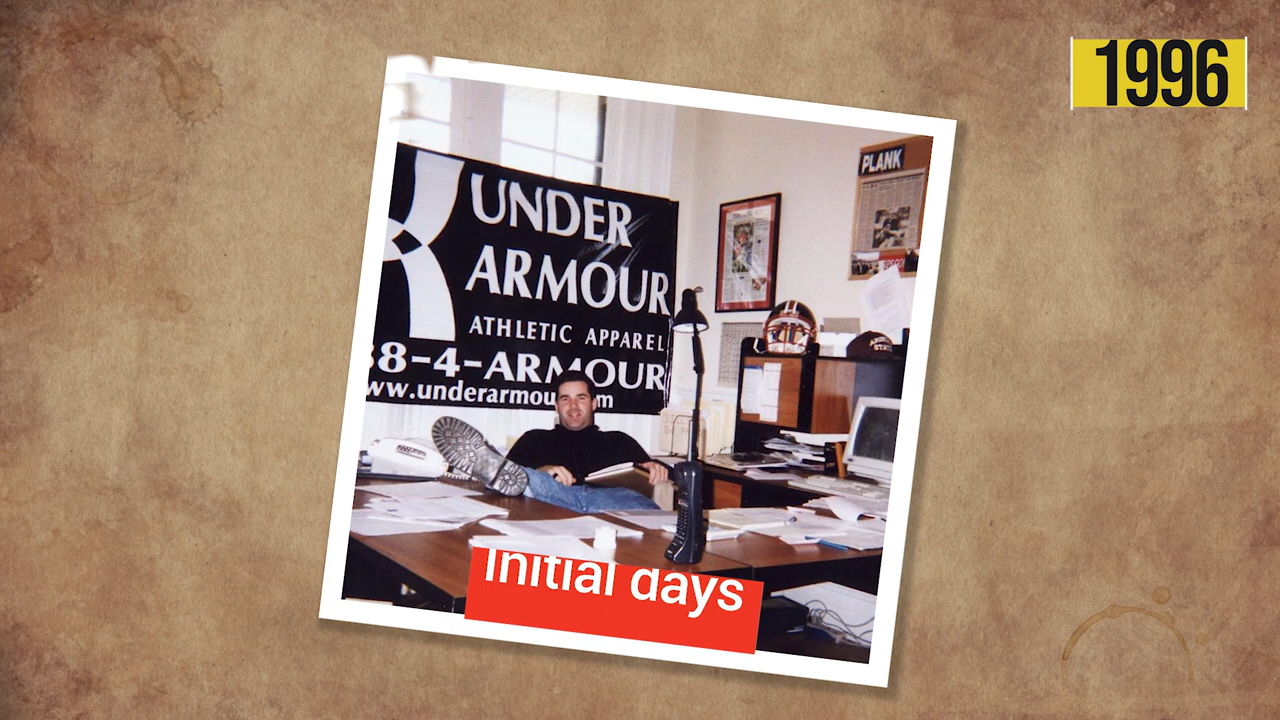 1996
PLANK
UNDER
ARMOUR
ATHLETIC APPAREL
8-4-ARMOUR
www.underarmou m
Initial days